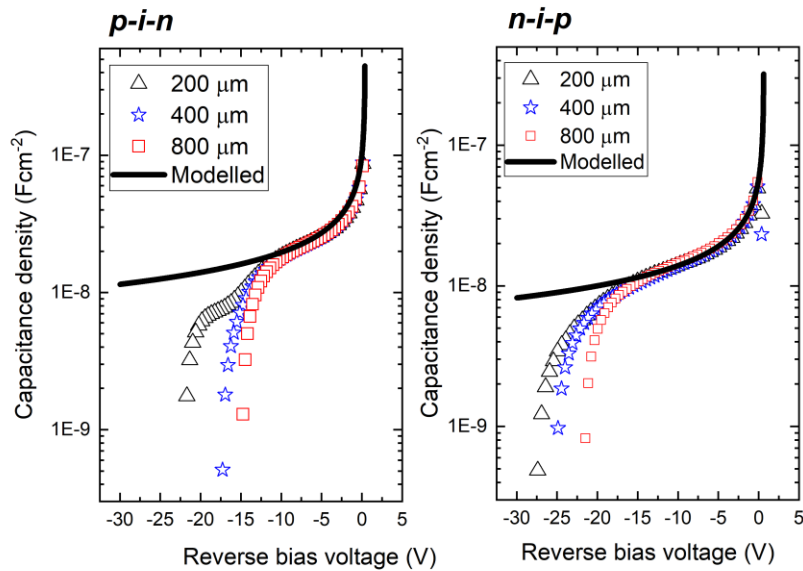 p-i-n
200 μm
400 μm
800 μm
Modelled
1E-7
1E-8
1E-9
Capacitance density (Fcm-2)
-30 -25 -20 -15 -10 -5 0 5
Reverse bias voltage (V)
n-i-p
200 μm
400 μm
800 μm
Modelled
1E-7
1E-8
1E-9
Capacitance density (Fcm-2)
-30 -25 -20 -15 -10 -5 0 5
Reverse bias voltage (V)